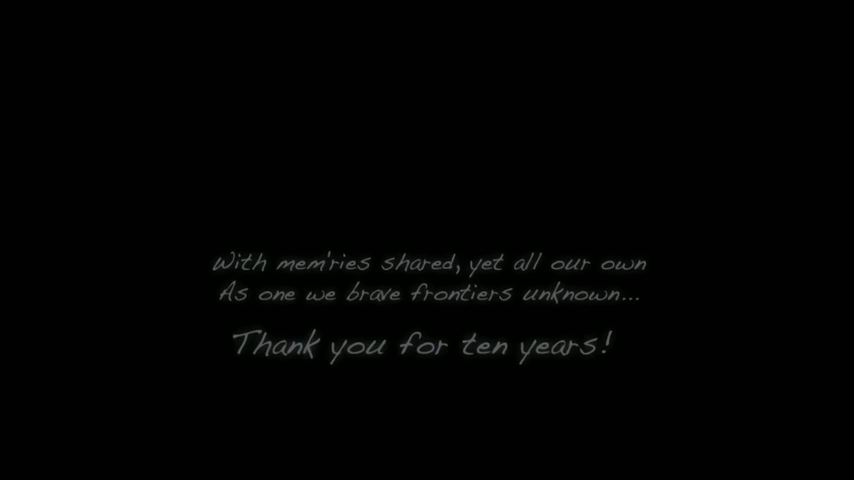 With mem'ries shared, yet all our own
As one we brave frontiers unknown...
Thank you for ten years!